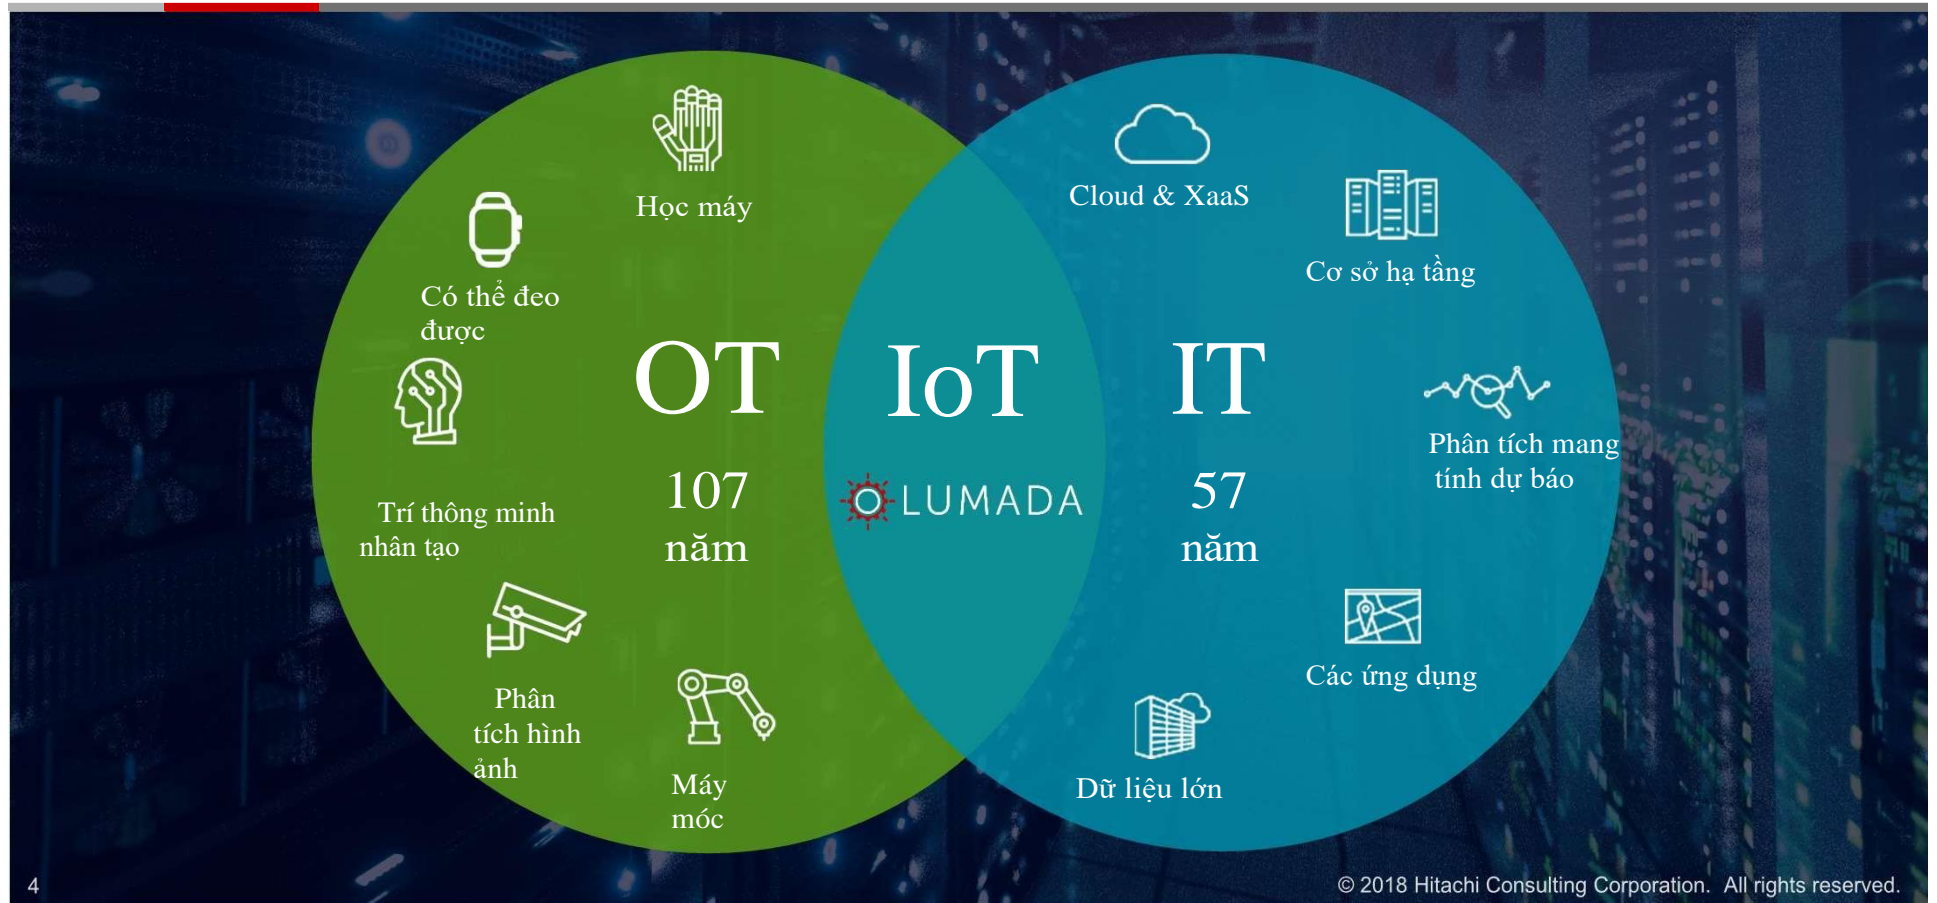 Học máy
Có thể đeo
được
Trí thông minh
nhân tạo
Phân
tích hình
ảnh
Máy
móc
OT
107
năm
IoT
LUMADA
IT
57
năm
Cloud & XaaS
Cơ sở hạ tầng
Phân tích mang
tính dự báo
Các ứng dụng
Dữ liệu lớn
4
© 2018 Hitachi Consulting Corporation. All rights reserved.